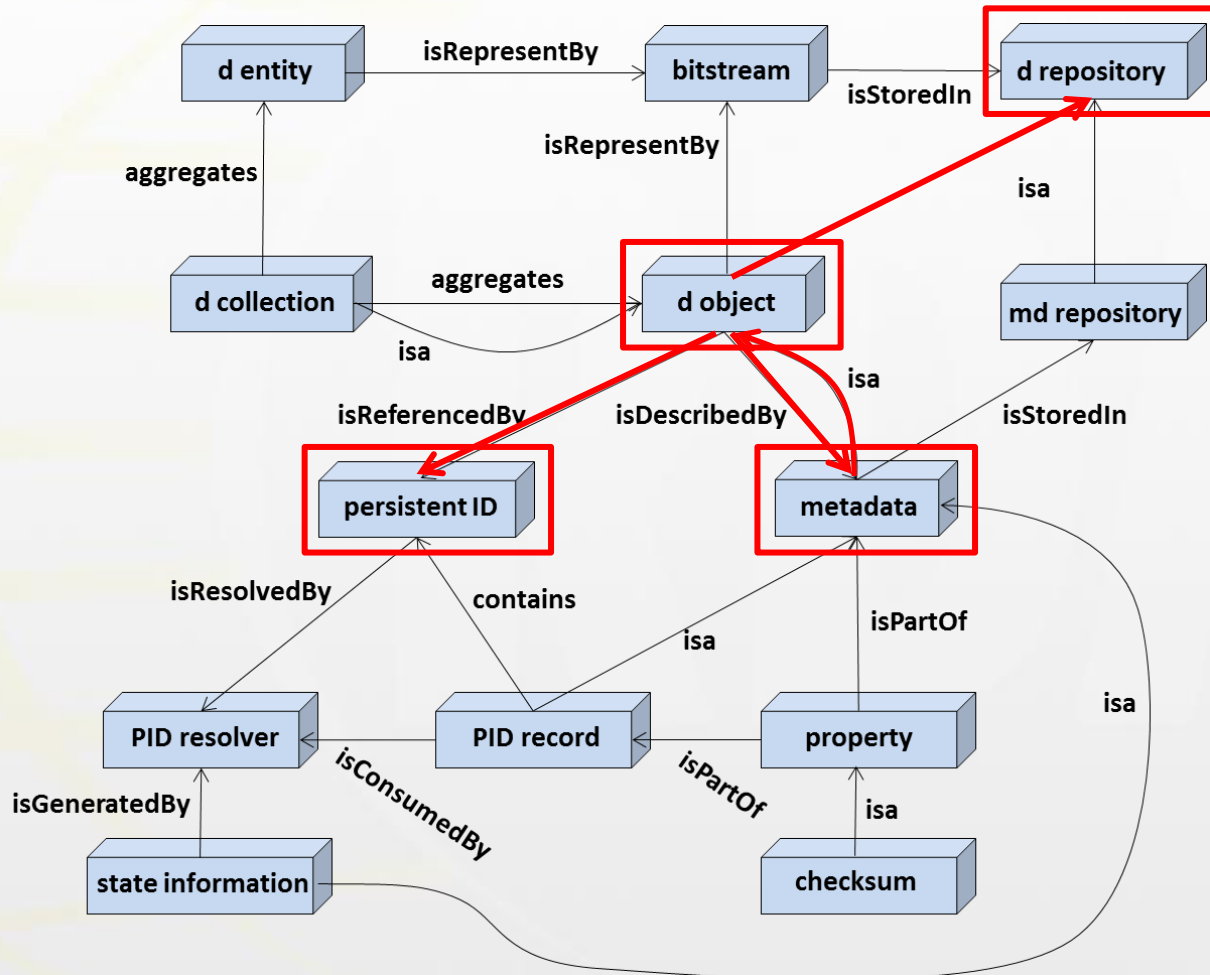 d entity
isRepresentBy
bitstream
isStoredIn
d repository
isRepresentBy
aggregates
isa
d collection
aggregates
d object
md repository
isa
isa
isReferencedBy
isDescribedBy
isStoredIn
persistent ID
metadata
isResolvedBy
contains
isa
isPartOf
isa
PID resolver
PID record
property
isGeneratedBy
isConsumedBy
isPartOf
isa
state information
checksum